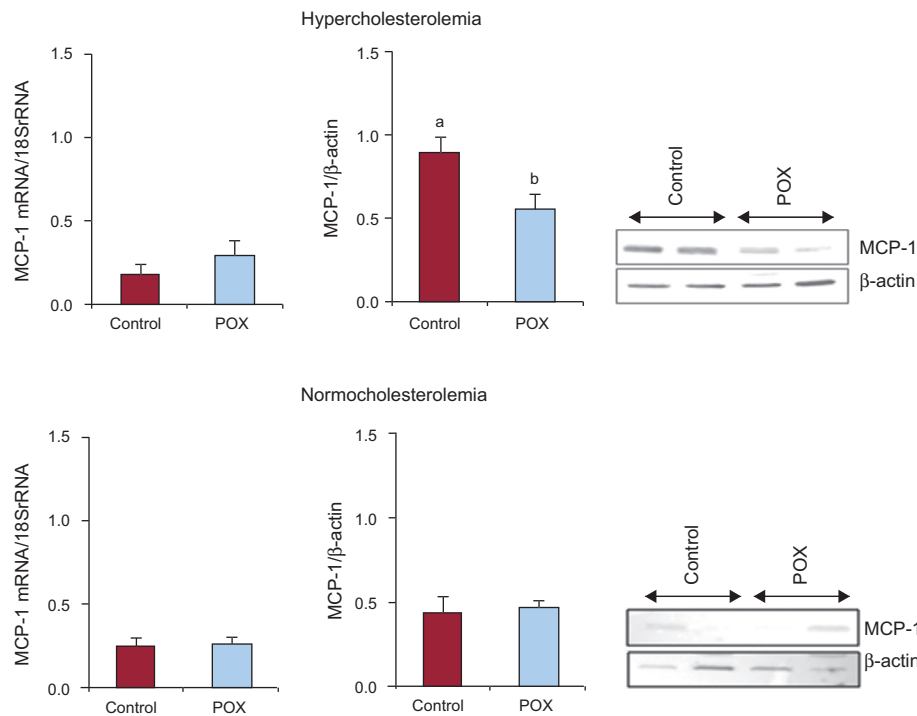 Hypercholesterolemia
MCP-1 mRNA/18SrRNA
1.5
1.0
0.5
0.0
Control POX
MCP-1/β-actin
1.5
1.0
0.5
0.0
a
b
Control POX
Control
POX
MCP-1
β-actin
Normocholesterolemia
MCP-1 mRNA/18SrRNA
1.5
1.0
0.5
0.0
Control POX
MCP-1/β-actin
1.5
1.0
0.5
0.0
Control POX
Control
POX
MCP-1
β-actin